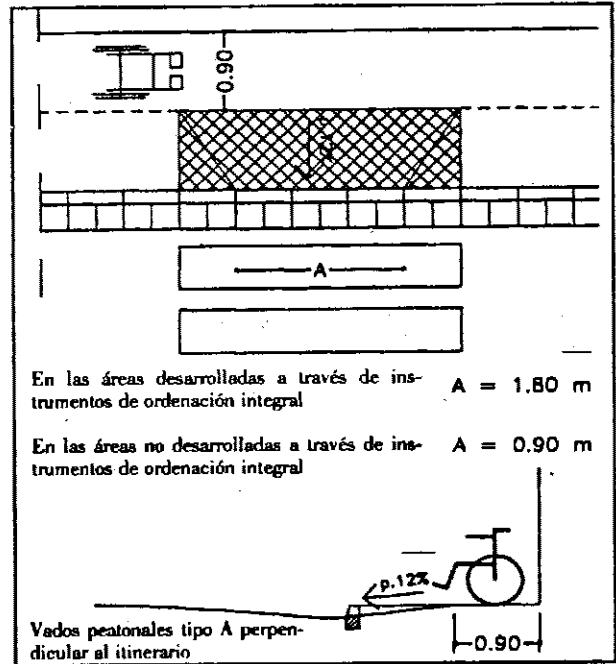 0.90
A
En las áreas desarrolladas a través de ins-
trumentos de ordenación integral
A = 1.80 m
En las áreas no desarrolladas a través de ins-
trumentos de ordenación integral
A = 0.90 m
p.12%
Vados peatonales tipo A perpen-
dicular al itinerario
0.90